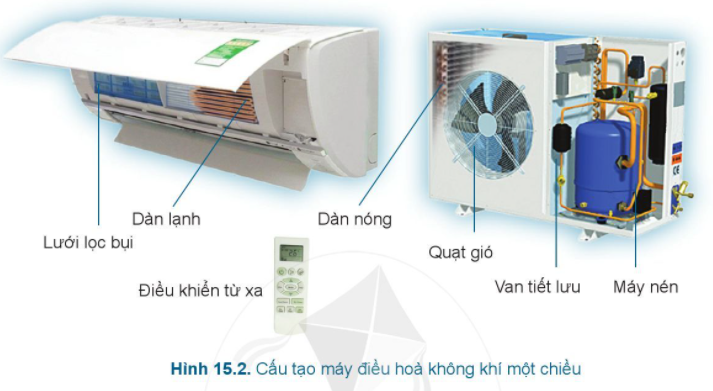 Dàn lạnh
Dàn nóng
Lưới lọc bụi
Quạt gió
Điều khiển từ xa
Van tiết lưu
Máy nén
Hình 15.2. Cấu tạo máy điều hoà không khí một chiều